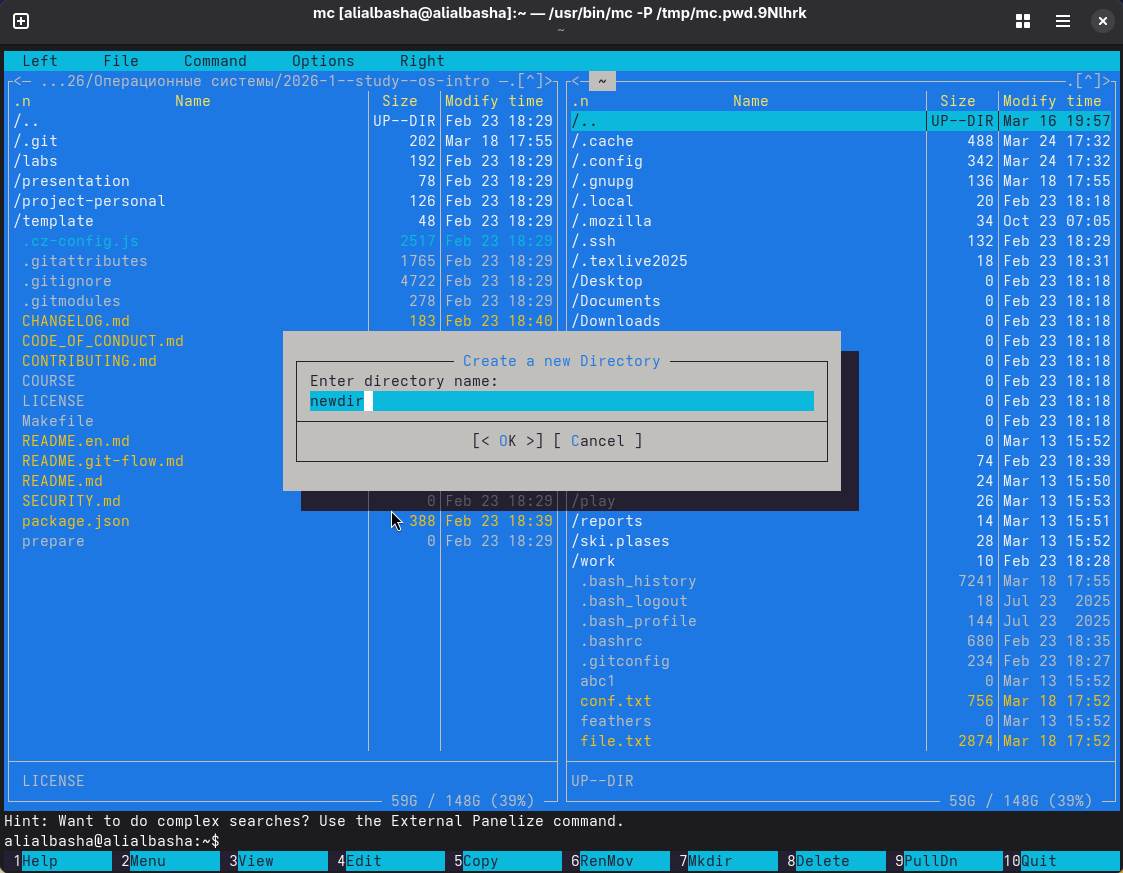 mc [alialbasha@alialbasha]:~ — /usr/bin/mc -P /tmp/mc.pwd.9Nlhrk
~
Left File Command Options Right
<— ...26/Операционные системы/2026-1--study--os-intro —.[^]>
.n Name Size Modify time
/.. UP--DIR Feb 23 18:29
/.git 202 Mar 18 17:55
/labs 192 Feb 23 18:29
/presentation 78 Feb 23 18:29
/project-personal 126 Feb 23 18:29
/template 48 Feb 23 18:29
.cz-config.js 2517 Feb 23 18:29
.gitattributes 1765 Feb 23 18:29
.gitignore 4722 Feb 23 18:29
.gitmodules 278 Feb 23 18:29
CHANGELOG.md 183 Feb 23 18:40
CODE_OF_CONDUCT.md
CONTRIBUTING.md
COURSE
LICENSE
Makefile
README.en.md
README.git-flow.md
README.md
SECURITY.md 0 Feb 23 18:29
package.json 388 Feb 23 18:39
prepare 0 Feb 23 18:29
LICENSE
59G / 148G (39%)
<— ~ .[^]>
.n Name Size Modify time
/.. UP--DIR Mar 16 19:57
/.cache 488 Mar 24 17:32
/.config 342 Mar 24 17:32
/.gnupg 136 Mar 18 17:55
/.local 20 Feb 23 18:18
/.mozilla 34 Oct 23 07:05
/.ssh 132 Feb 23 18:29
/.texlive2025 18 Feb 23 18:31
/Desktop 0 Feb 23 18:18
/Documents 0 Feb 23 18:18
/Downloads 0 Feb 23 18:18
0 Feb 23 18:18
0 Feb 23 18:18
0 Feb 23 18:18
0 Feb 23 18:18
0 Feb 23 18:18
0 Mar 13 15:52
74 Feb 23 18:39
24 Mar 13 15:50
/play 26 Mar 13 15:53
/reports 14 Mar 13 15:51
/ski.plases 28 Mar 13 15:52
/work 10 Feb 23 18:28
.bash_history 7241 Mar 18 17:55
.bash_logout 18 Jul 23 2025
.bash_profile 144 Jul 23 2025
.bashrc 680 Feb 23 18:35
.gitconfig 234 Feb 23 18:27
abc1 0 Mar 13 15:52
conf.txt 756 Mar 18 17:52
feathers 0 Mar 13 15:52
file.txt 2874 Mar 18 17:52
UP--DIR
59G / 148G (39%)
Create a new Directory
Enter directory name:
newdir
[< OK >] [ Cancel ]
Hint: Want to do complex searches? Use the External Panelize command.
alialbasha@alialbasha:~$
1Help 2Menu 3View 4Edit 5Copy 6RenMov 7Mkdir 8Delete 9PullDn 10Quit